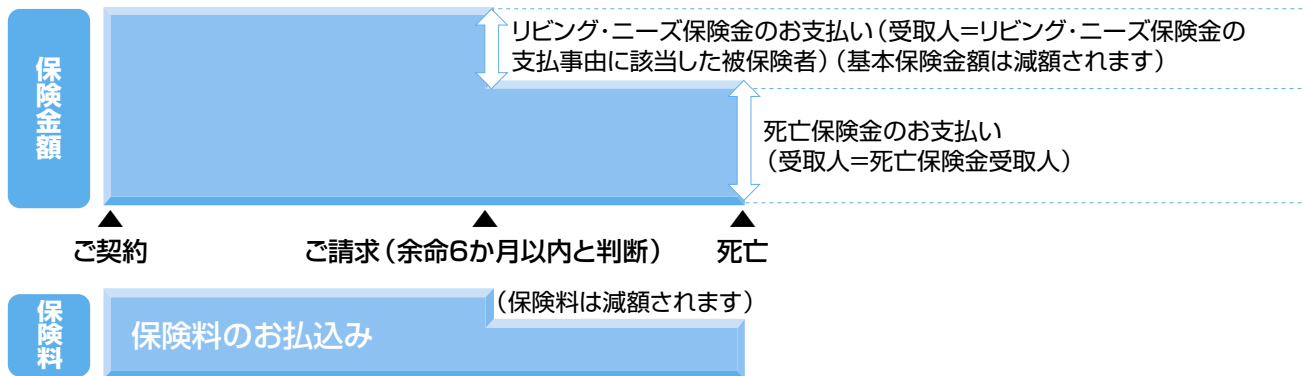 保険金額
リビング・ニーズ保険金のお支払い（受取人＝リビング・ニーズ保険金の
支払事由に該当した被保険者）（基本保険金額は減額されます）
死亡保険金のお支払い
（受取人＝死亡保険金受取人）
▲ ▲ ▲
ご契約 ご請求（余命6か月以内と判断） 死亡
保険料
（保険料は減額されます）
保険料のお払込み